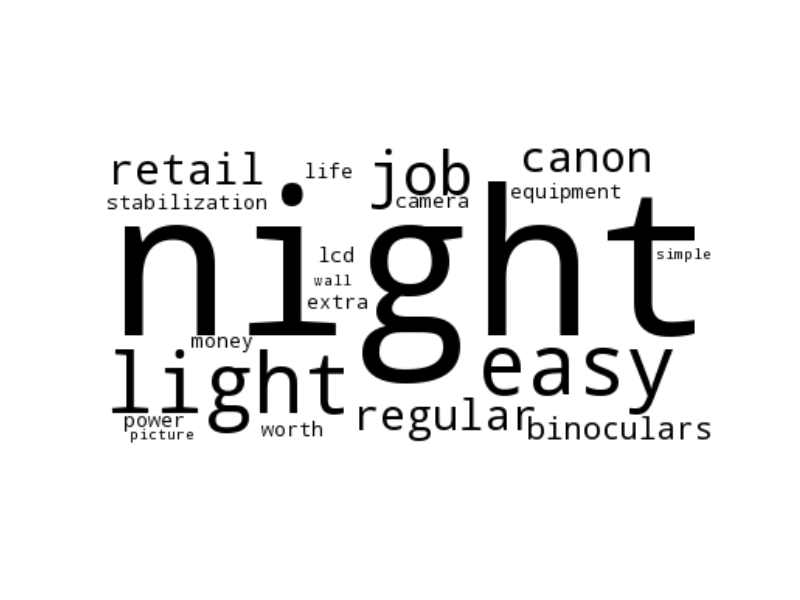 retail
life
job
canon
stabilization
camera
equipment
night
lcd
simple
wall
extra
money
light
easy
power
picture
worth
regular
binoculars